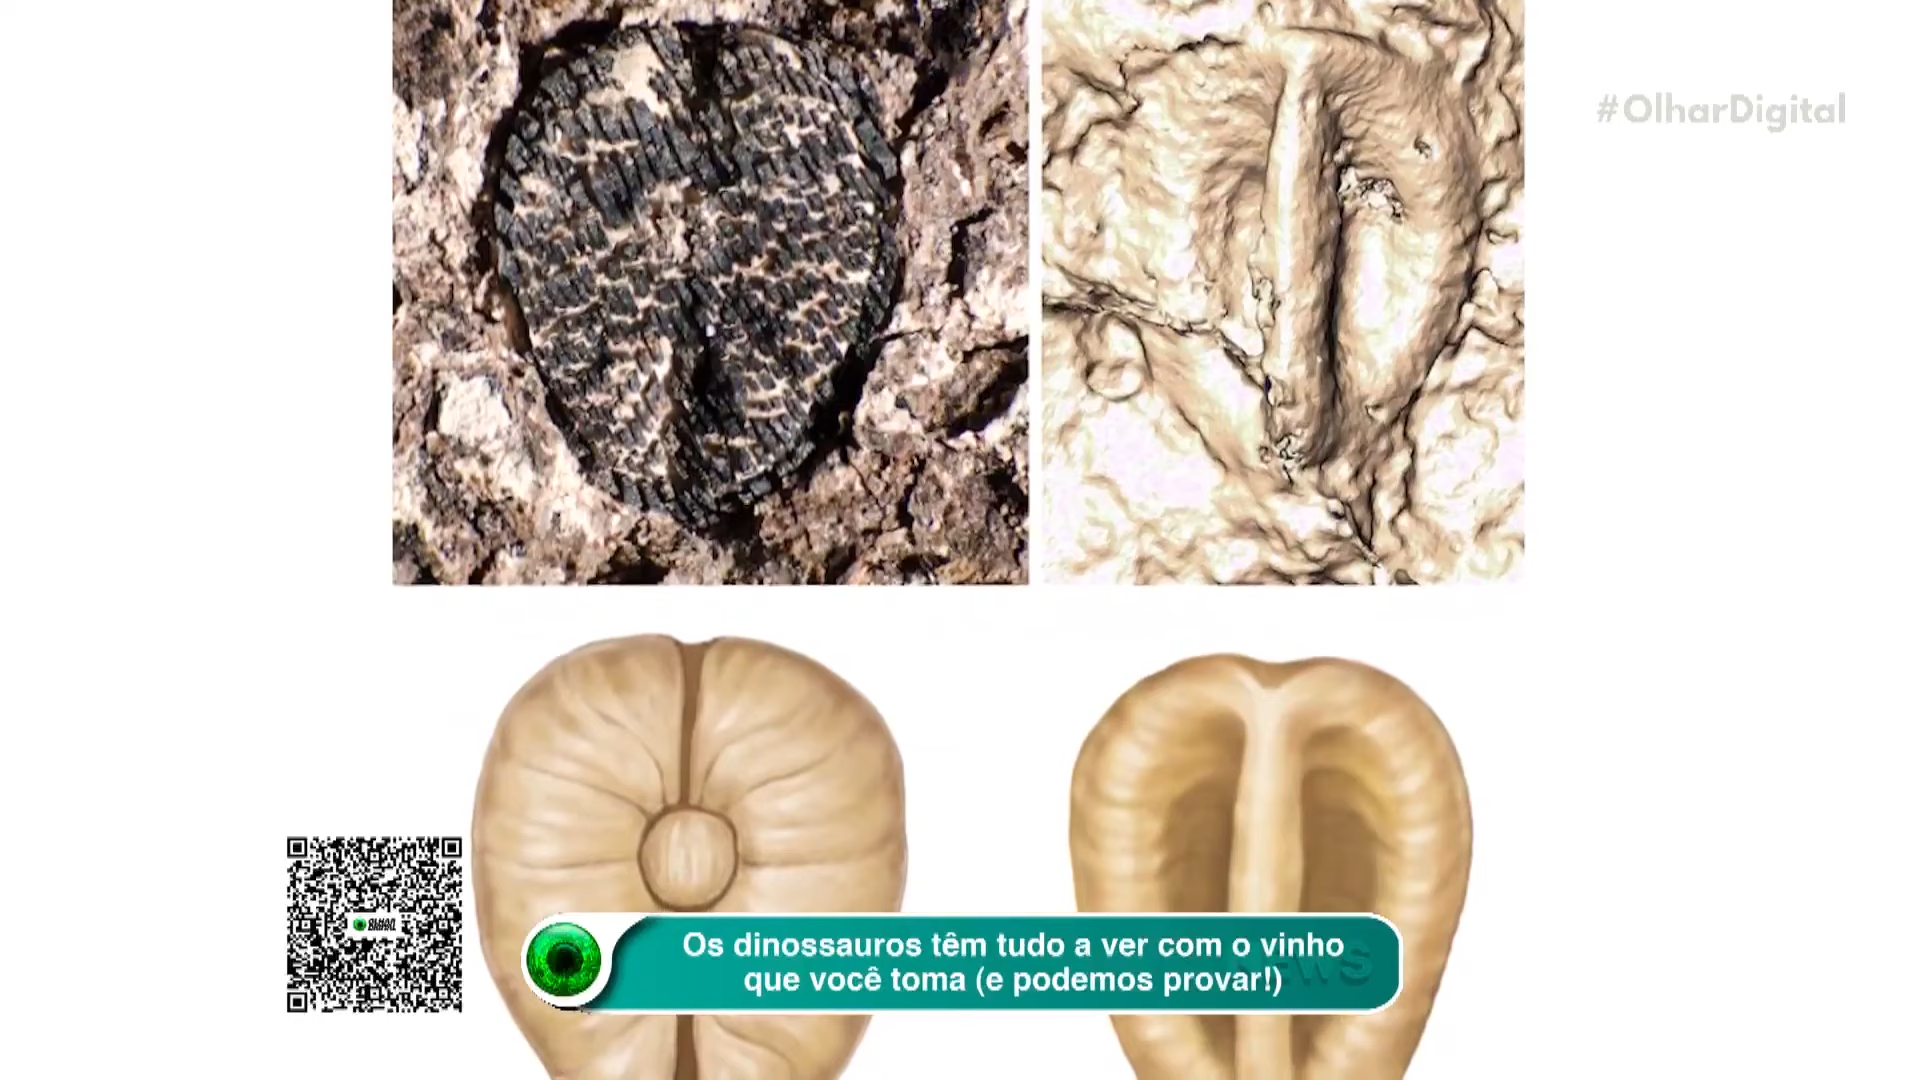 #OlharDigital
Os dinossauros têm tudo a ver com o vinho
que você toma (e podemos provar!)